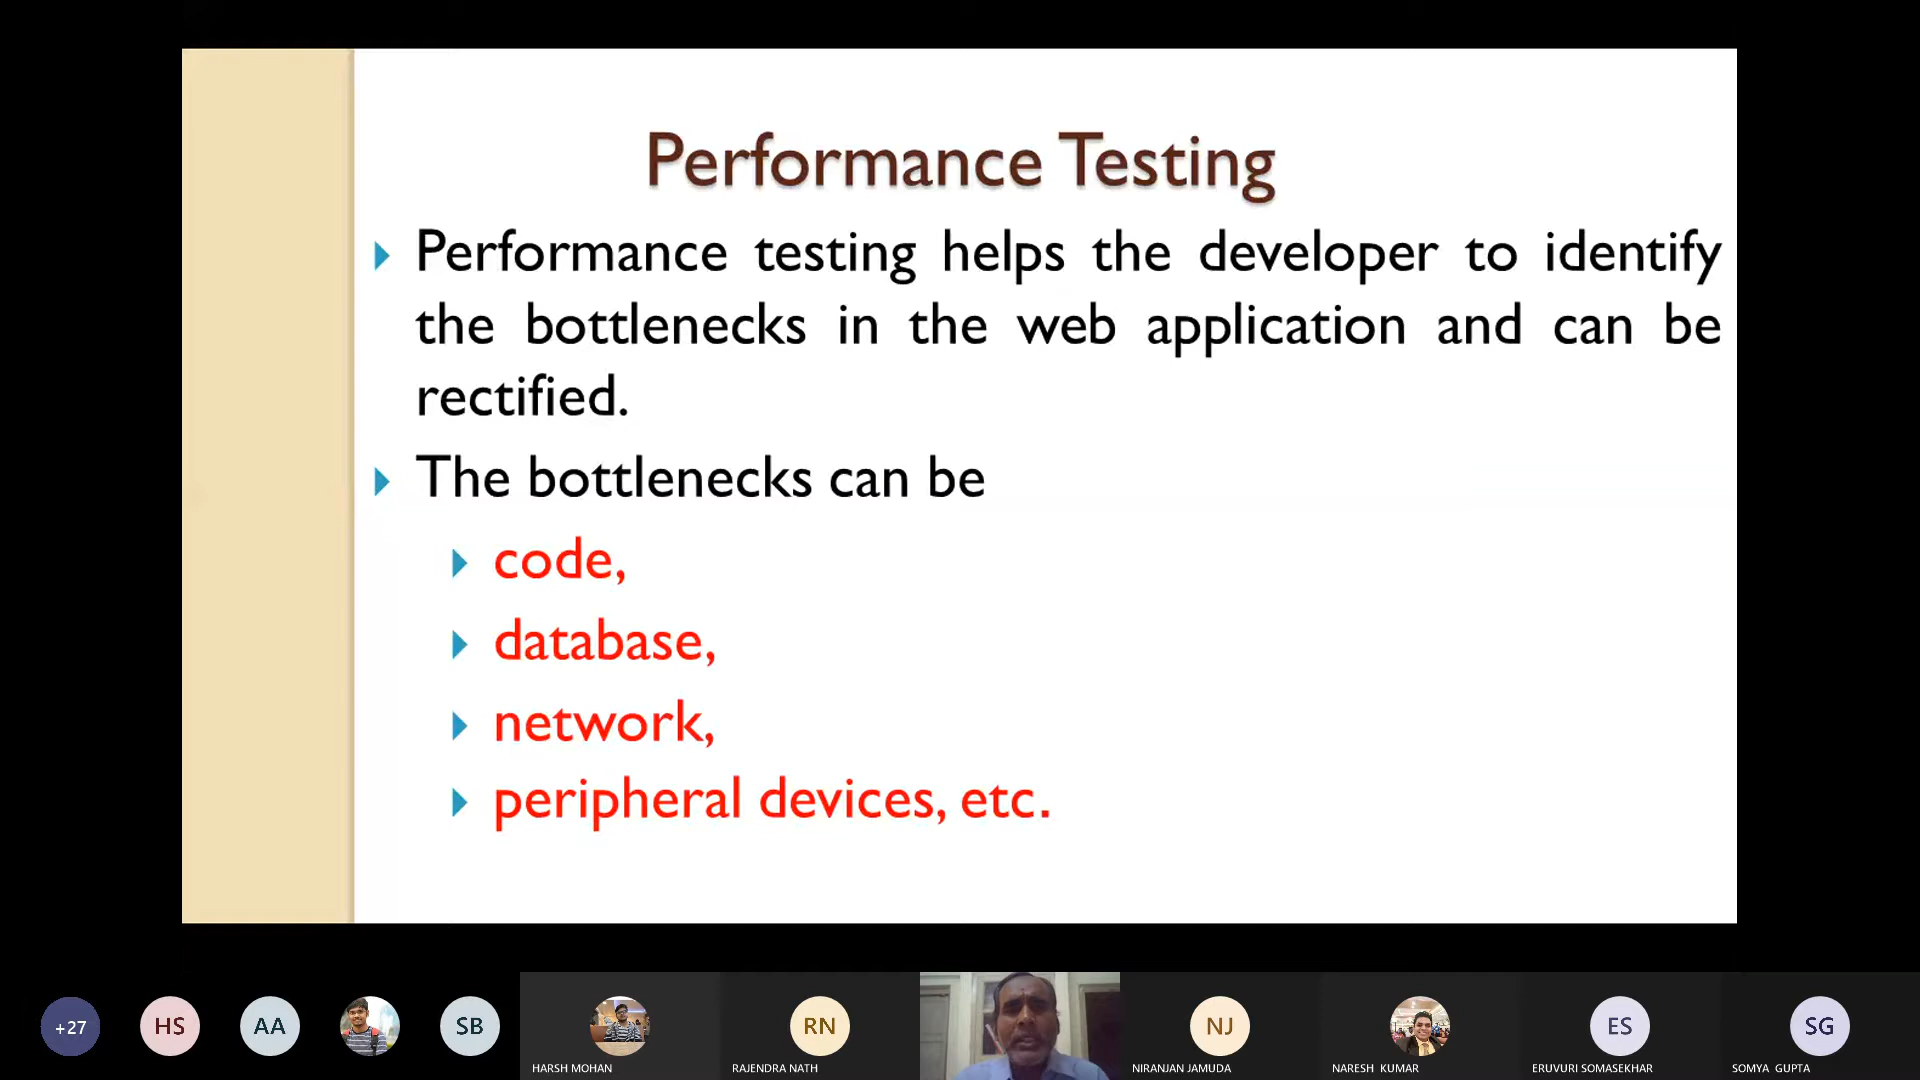 Performance Testing
Performance testing helps the developer to identify
the bottlenecks in the web application and can be
rectified.
The bottlenecks can be
code,
database,
network,
peripheral devices, etc.
+27
HS
AA
SB
HARSH MOHAN
RN
RAJENDRA NATH
NJ
NIRANJAN JAMUDA
NARESH KUMAR
ES
ERUVURI SOMASEKHAR
SG
SOMYA GUPTA